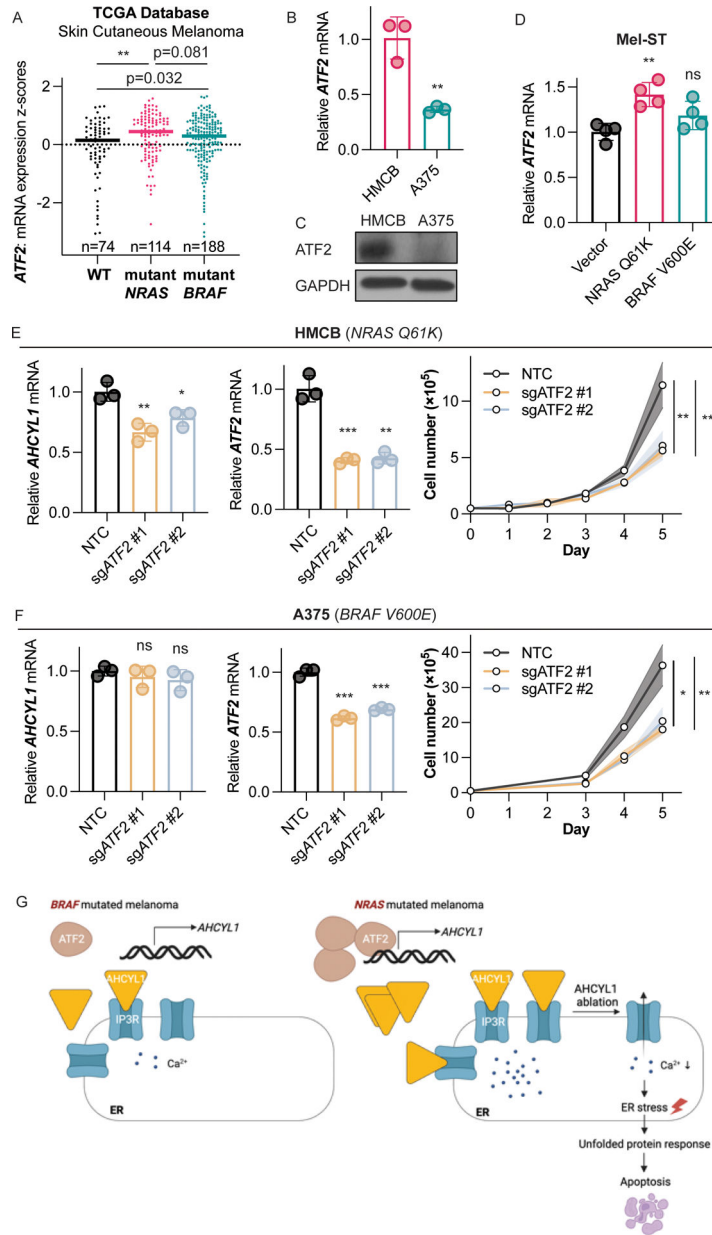 A
TCGA Database
Skin Cutaneous Melanoma
**
p=0.081
p=0.032
ATF2: mRNA expression z-scores
2
0
-2
n=74
n=114
n=188
WT
mutant
NRAS
mutant
BRAF
B
Relative ATF2 mRNA
1.0
0.5
0.0
**
HMCB
A375
C
HMCB
A375
ATF2
GAPDH
D
Mel-ST
Relative ATF2 mRNA
1.5
1.0
0.5
0.0
**
ns
Vector
NRAS Q61K
BRAF V600E
E
HMCB (NRAS Q61K)
Relative AHCYL1 mRNA
1.0
0.5
0.0
**
*
NTC
sgATF2 #1
sgATF2 #2
Relative ATF2 mRNA
1.0
0.5
0.0
***
**
NTC
sgATF2 #1
sgATF2 #2
Cell number (×10⁵)
10
5
0
NTC
sgATF2 #1
sgATF2 #2
**
**
0 1 2 3 4 5
Day
F
A375 (BRAF V600E)
Relative AHCYL1 mRNA
1.0
0.5
0.0
ns
ns
NTC
sgATF2 #1
sgATF2 #2
Relative ATF2 mRNA
1.0
0.5
0.0
***
***
NTC
sgATF2 #1
sgATF2 #2
Cell number (×10⁵)
40
30
20
10
0
NTC
sgATF2 #1
sgATF2 #2
*
**
0 1 2 3 4 5
Day
G
BRAF mutated melanoma
ATF2
AHCYL1
AHCYL1
IP3R
Ca²⁺
ER
NRAS mutated melanoma
ATF2
AHCYL1
AHCYL1
IP3R
AHCYL1
ablation
Ca²⁺ ↓
ER
ER stress
Unfolded protein response
Apoptosis